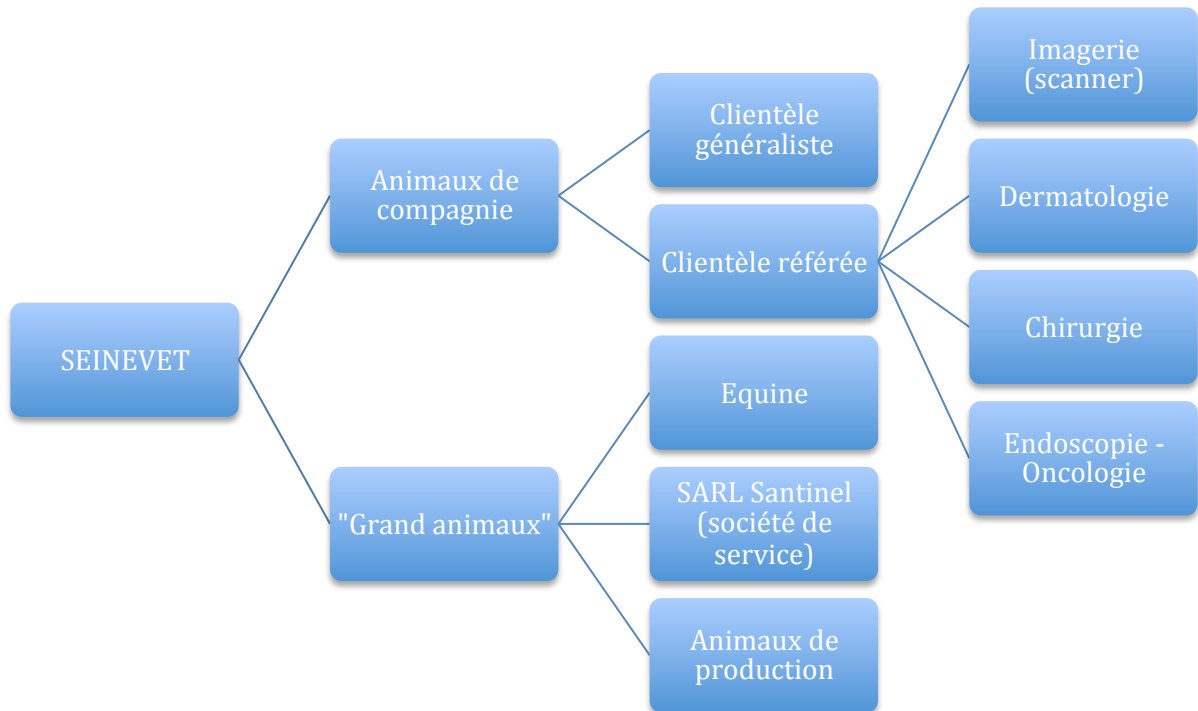 SEINEVET
Animaux de
compagnie
"Grand animaux"
Clientèle
généraliste
Clientèle référée
Equine
SARL Santinel
(société de
service)
Animaux de
production
Imagerie
(scanner)
Dermatologie
Chirurgie
Endoscopie -
Oncologie